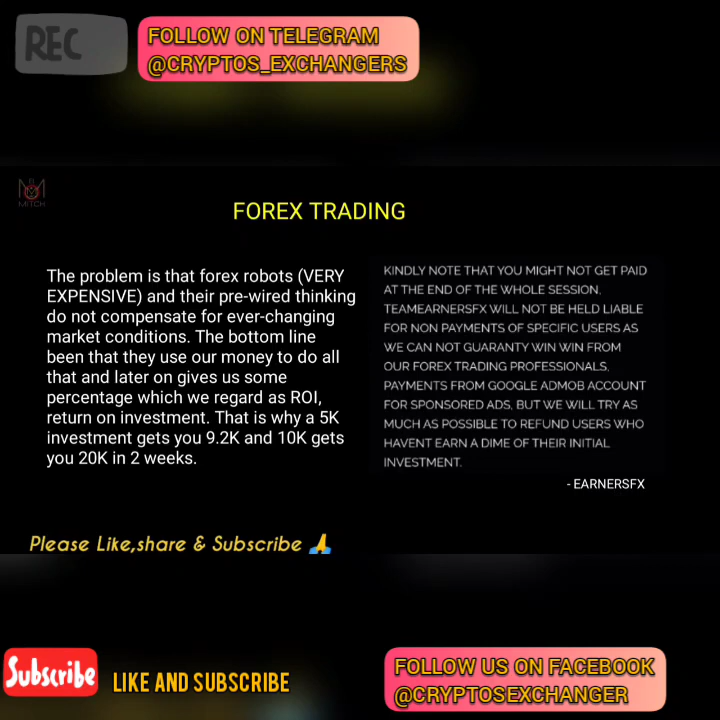 REC
FOLLOW ON TELEGRAM
@CRYPTOS_EXCHANGERS
MITCH
FOREX TRADING
The problem is that forex robots (VERY
EXPENSIVE) and their pre-wired thinking
do not compensate for ever-changing
market conditions. The bottom line
been that they use our money to do all
that and later on gives us some
percentage which we regard as ROI,
return on investment. That is why a 5K
investment gets you 9.2K and 10K gets
you 20K in 2 weeks.
KINDLY NOTE THAT YOU MIGHT NOT GET PAID
AT THE END OF THE WHOLE SESSION,
TEAMEARNERSFX WILL NOT BE HELD LIABLE
FOR NON PAYMENTS OF SPECIFIC USERS AS
WE CAN NOT GUARANTY WIN WIN FROM
OUR FOREX TRADING PROFESSIONALS,
PAYMENTS FROM GOOGLE ADMOB ACCOUNT
FOR SPONSORED ADS, BUT WE WILL TRY AS
MUCH AS POSSIBLE TO REFUND USERS WHO
HAVENT EARN A DIME OF THEIR INITIAL
INVESTMENT.
- EARNERSFX
Please Like,share & Subscribe 🙏
Subscribe
LIKE AND SUBSCRIBE
FOLLOW US ON FACEBOOK
@CRYPTOSEXCHANGER